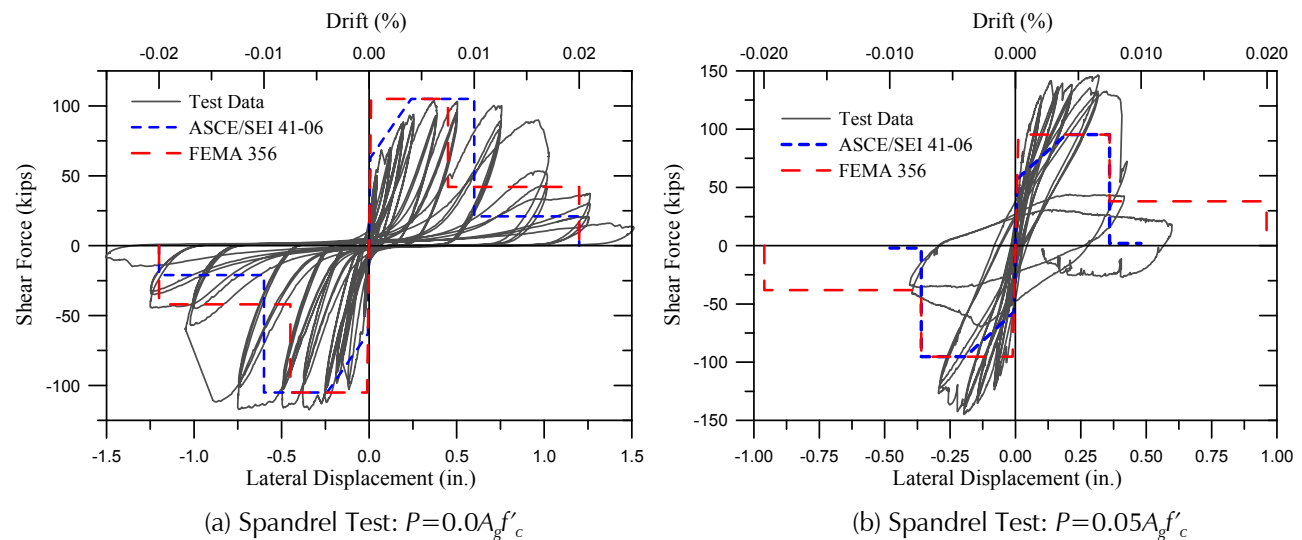 Drift (%)
-0.02 -0.01 0.00 0.01 0.02
Shear Force (kips)
100
50
0
-50
-100
Test Data
ASCE/SEI 41-06
FEMA 356
-1.5 -1.0 -0.5 0.0 0.5 1.0 1.5
Lateral Displacement (in.)
(a) Spandrel Test: P=0.0A_g f'_c
Drift (%)
-0.020 -0.010 0.000 0.010 0.020
Shear Force (kips)
150
100
50
0
-50
-100
-150
Test Data
ASCE/SEI 41-06
FEMA 356
-1.00 -0.75 -0.50 -0.25 0.00 0.25 0.50 0.75 1.00
Lateral Displacement (in.)
(b) Spandrel Test: P=0.05A_g f'_c